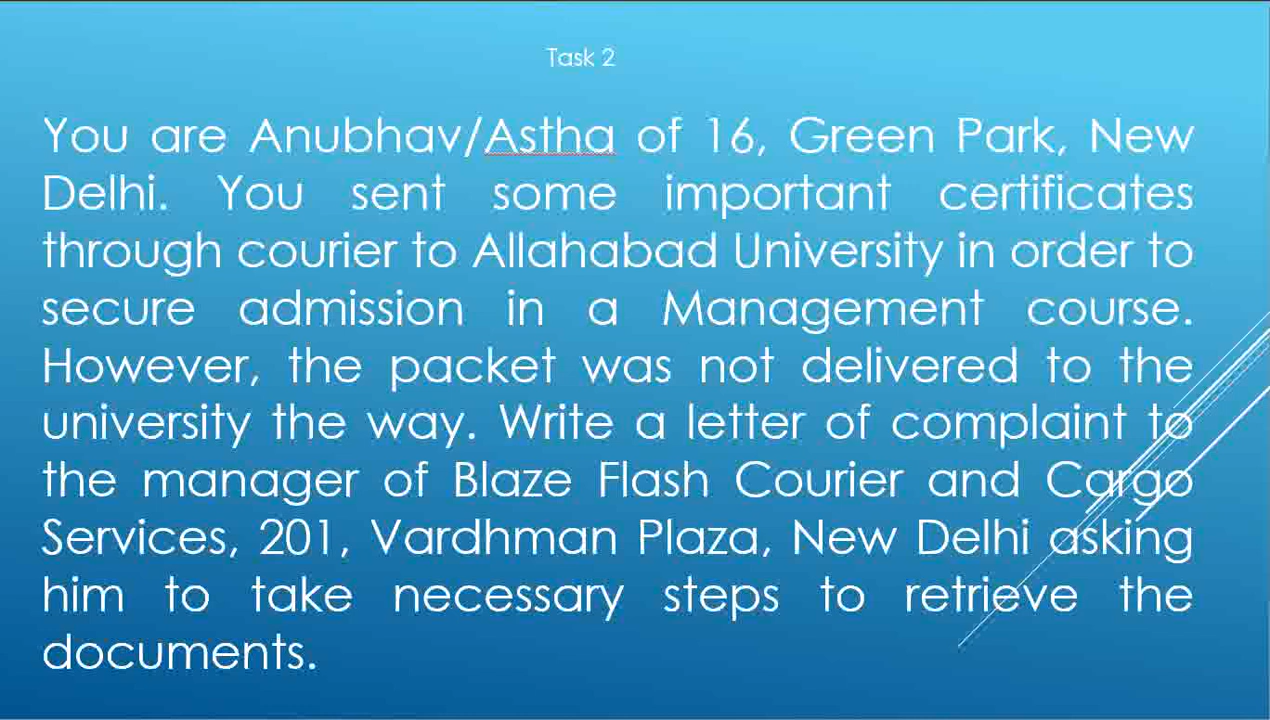 Task 2
You are Anubhav/Astha of 16, Green Park, New
Delhi. You sent some important certificates
through courier to Allahabad University in order to
secure admission in a Management course.
However, the packet was not delivered to the
university the way. Write a letter of complaint to
the manager of Blaze Flash Courier and Cargo
Services, 201, Vardhman Plaza, New Delhi asking
him to take necessary steps to retrieve the
documents.